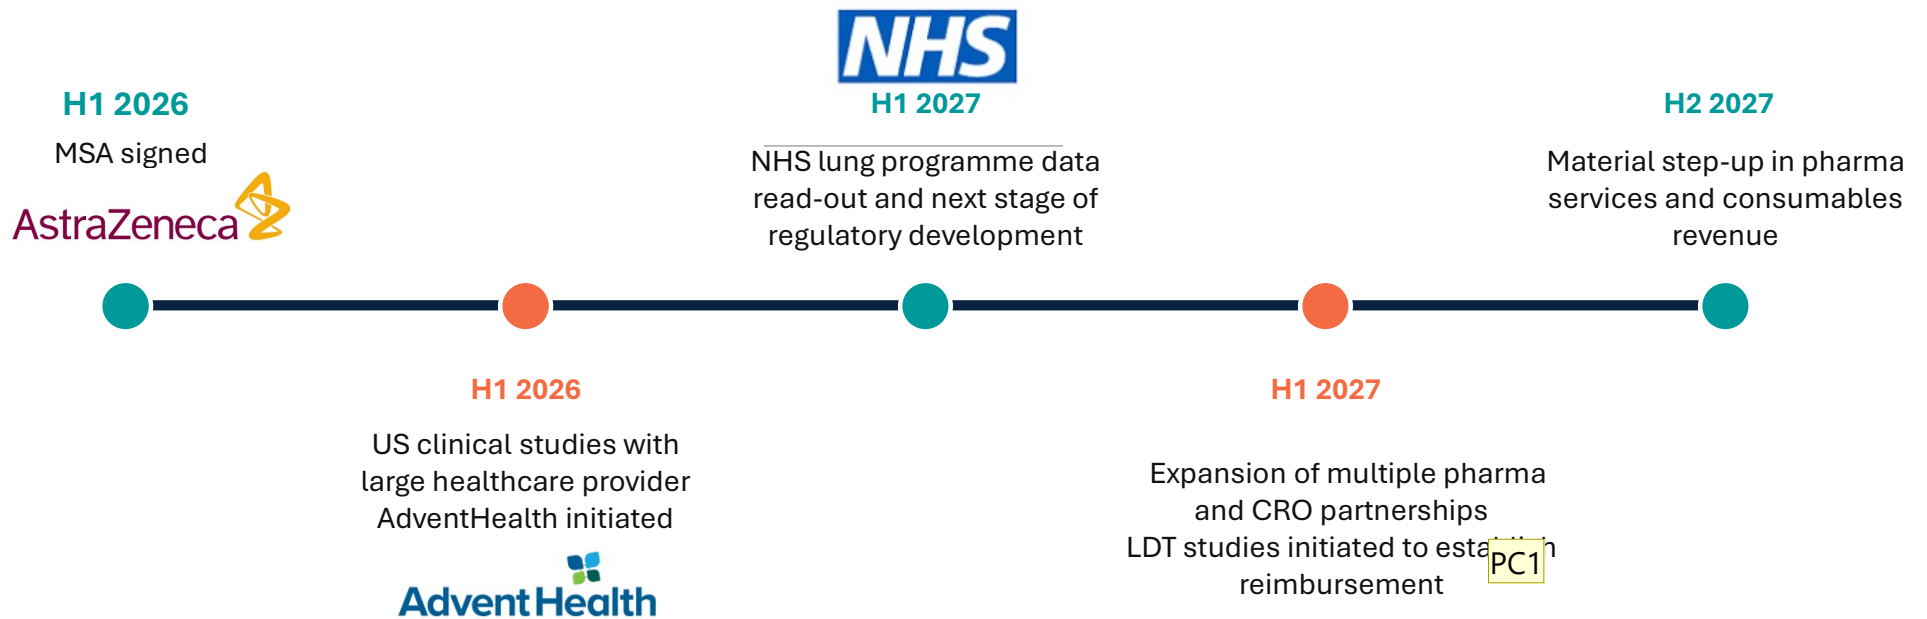 H1 2026
MSA signed
AstraZeneca
H1 2026
US clinical studies with
large healthcare provider
AdventHealth initiated
Advent Health
NHS
H1 2027
NHS lung programme data
read-out and next stage of
regulatory development
H1 2027
Expansion of multiple pharma
and CRO partnerships
LDT studies initiated to
PC1
reimbursement
H2 2027
Material step-up in pharma
services and consumables
revenue